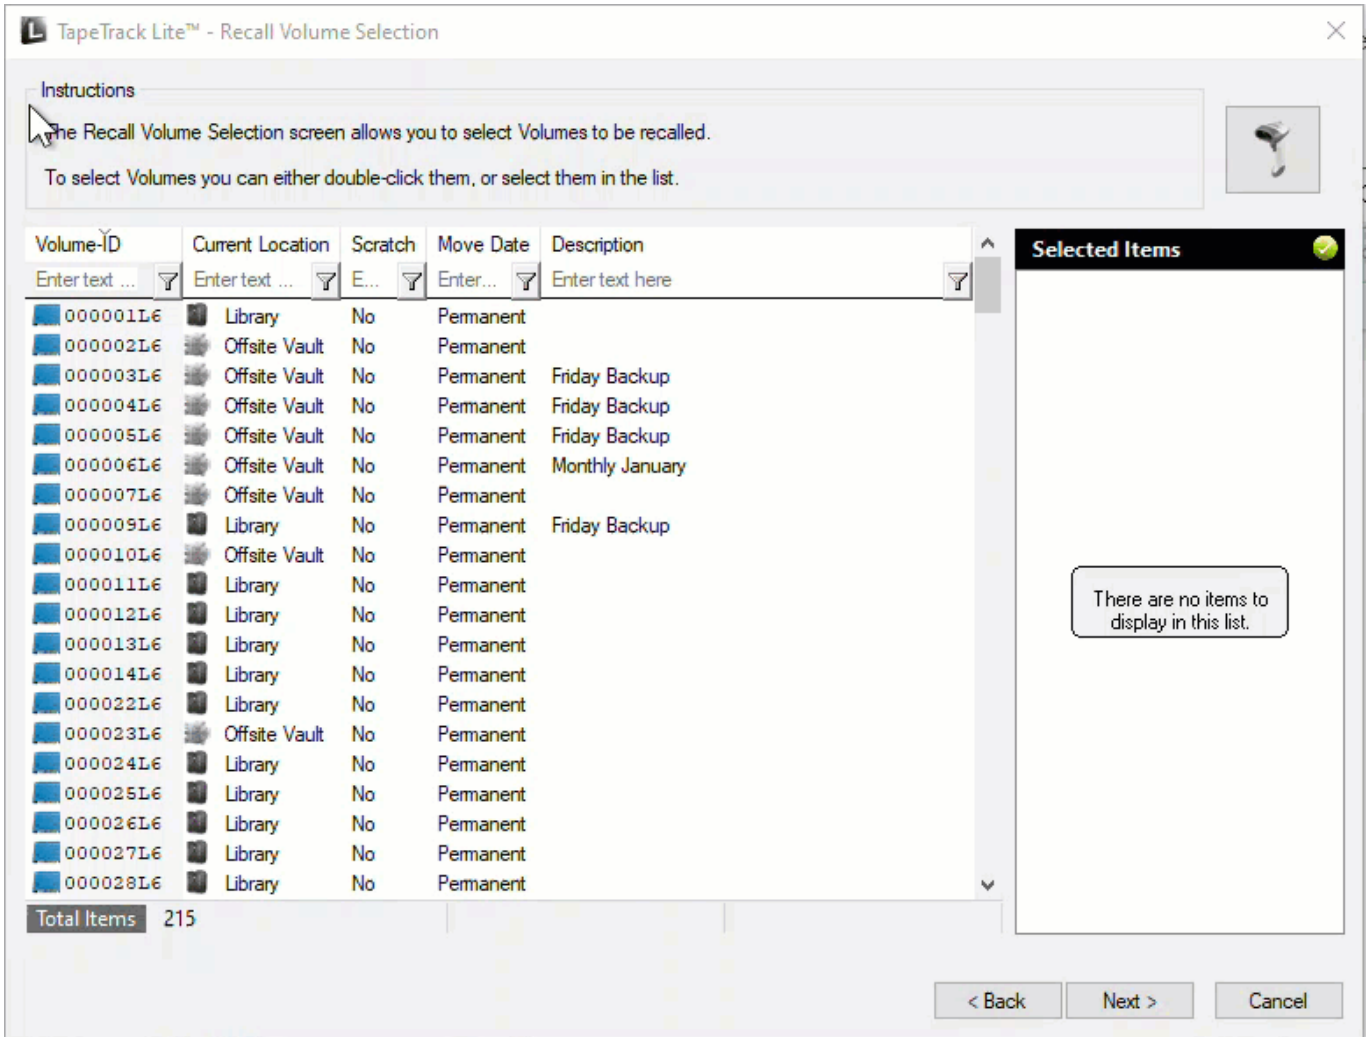 TapeTrack Lite™ - Recall Volume Selection
Instructions
The Recall Volume Selection screen allows you to select Volumes to be recalled.
To select Volumes you can either double-click them, or select them in the list.
Volume-ID Current Location Scratch Move Date Description
Enter text ... Enter text ... E... Enter... Enter text here
000001L6 Library No Permanent
000002L6 Offsite Vault No Permanent
000003L6 Offsite Vault No Permanent Friday Backup
000004L6 Offsite Vault No Permanent Friday Backup
000005L6 Offsite Vault No Permanent Friday Backup
000006L6 Offsite Vault No Permanent Monthly January
000007L6 Offsite Vault No Permanent
000009L6 Library No Permanent Friday Backup
000010L6 Offsite Vault No Permanent
000011L6 Library No Permanent
000012L6 Library No Permanent
000013L6 Library No Permanent
000014L6 Library No Permanent
000022L6 Library No Permanent
000023L6 Offsite Vault No Permanent
000024L6 Library No Permanent
000025L6 Library No Permanent
000026L6 Library No Permanent
000027L6 Library No Permanent
000028L6 Library No Permanent
Total Items 215
Selected Items
There are no items to
display in this list.
< Back Next > Cancel